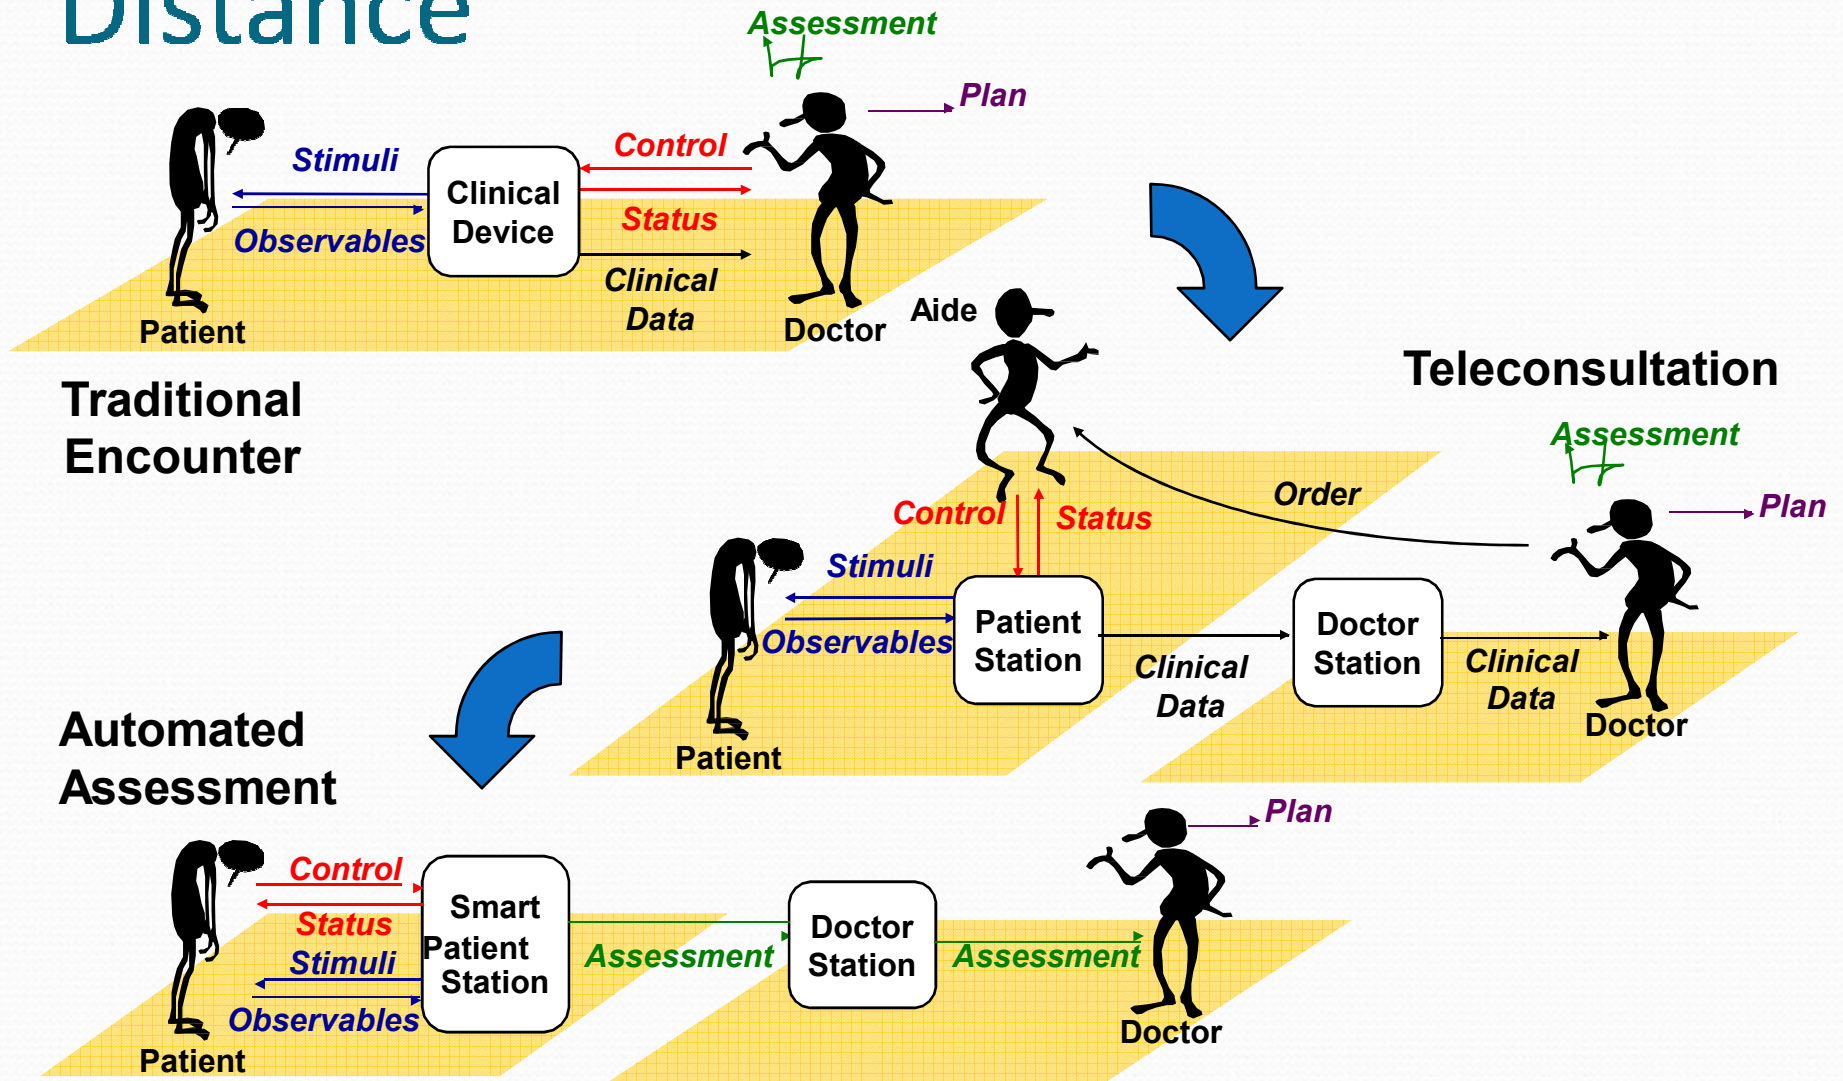 Distance
Assessment
Plan
Stimuli
Control
Clinical
Device
Observables
Status
Clinical
Data
Patient
Doctor
Traditional
Encounter
Aide
Teleconsultation
Assessment
Plan
Order
Control
Status
Stimuli
Observables
Patient
Station
Clinical
Data
Doctor
Station
Clinical
Data
Patient
Doctor
Automated
Assessment
Plan
Control
Status
Stimuli
Observables
Smart
Patient
Station
Assessment
Doctor
Station
Assessment
Patient
Doctor